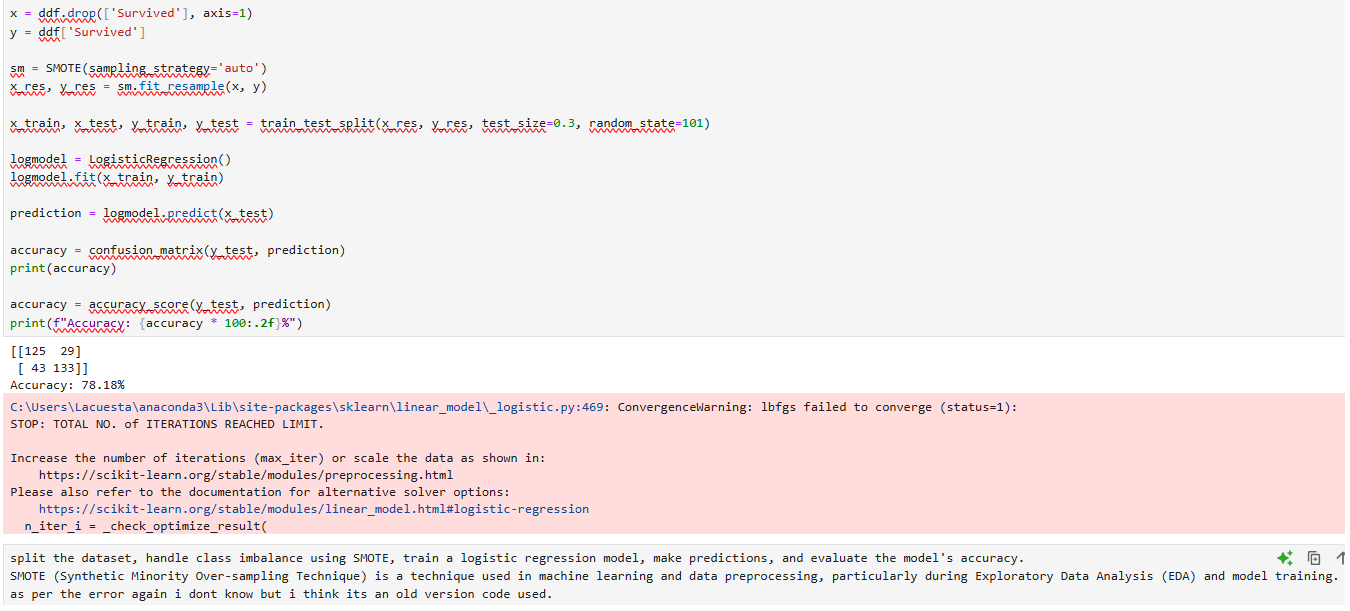 x = ddf.drop(['Survived'], axis=1)
y = ddf['Survived']
sm = SMOTE(sampling_strategy='auto')
x_res, y_res = sm.fit_resample(x, y)
x_train, x_test, y_train, y_test = train_test_split(x_res, y_res, test_size=0.3, random_state=101)
logmodel = LogisticRegression()
logmodel.fit(x_train, y_train)
prediction = logmodel.predict(x_test)
accuracy = confusion_matrix(y_test, prediction)
print(accuracy)
accuracy = accuracy_score(y_test, prediction)
print(f"Accuracy: {accuracy * 100:.2f}%")
[[125  29]
 [ 43 133]]
Accuracy: 78.18%
C:\Users\Lacuesta\anaconda3\Lib\site-packages\sklearn\linear_model\_logistic.py:469: ConvergenceWarning: lbfgs failed to converge (status=1):
STOP: TOTAL NO. of ITERATIONS REACHED LIMIT.
Increase the number of iterations (max_iter) or scale the data as shown in:
    https://scikit-learn.org/stable/modules/preprocessing.html
Please also refer to the documentation for alternative solver options:
    https://scikit-learn.org/stable/modules/linear_model.html#logistic-regression
  n_iter_i = _check_optimize_result(
split the dataset, handle class imbalance using SMOTE, train a logistic regression model, make predictions, and evaluate the model's accuracy.
SMOTE (Synthetic Minority Over-sampling Technique) is a technique used in machine learning and data preprocessing, particularly during Exploratory Data Analysis (EDA) and model training.
as per the error again i dont know but i think its an old version code used.